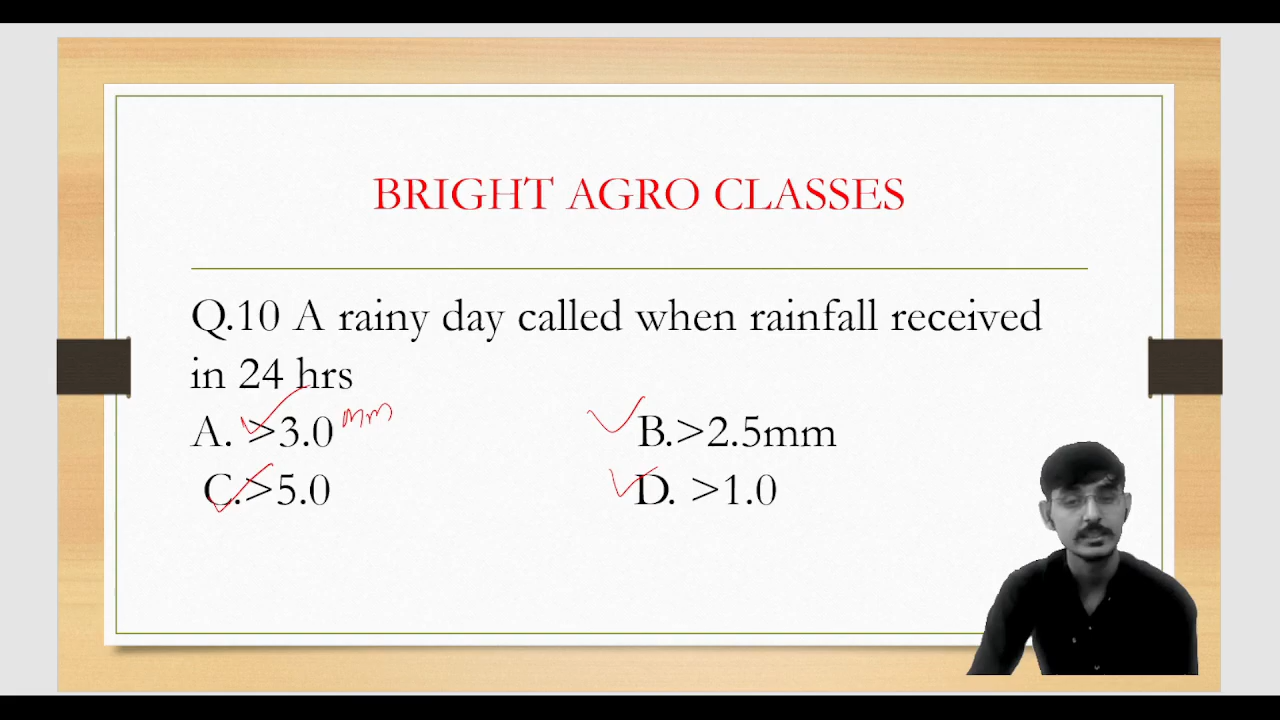 BRIGHT AGRO CLASSES
Q.10 A rainy day called when rainfall received
in 24 hrs
A. >3.0 mm B.>2.5mm
C.>5.0 D. >1.0